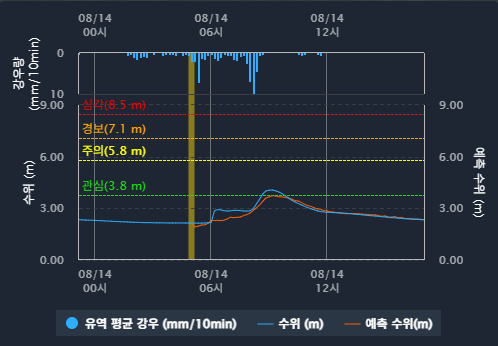 08/14 08/14 08/14
00시 06시 12시
강우량
(mm/10min)
0
10
심각(8.5 m)
경보(7.1 m)
주의(5.8 m)
관심(3.8 m)
수위 (m)
9.00 9.00
6.00 6.00
3.00 3.00
0.00 0.00
예측 수위 (m)
08/14 08/14 08/14
00시 06시 12시
유역 평균 강우 (mm/10min) 수위 (m) 예측 수위(m)